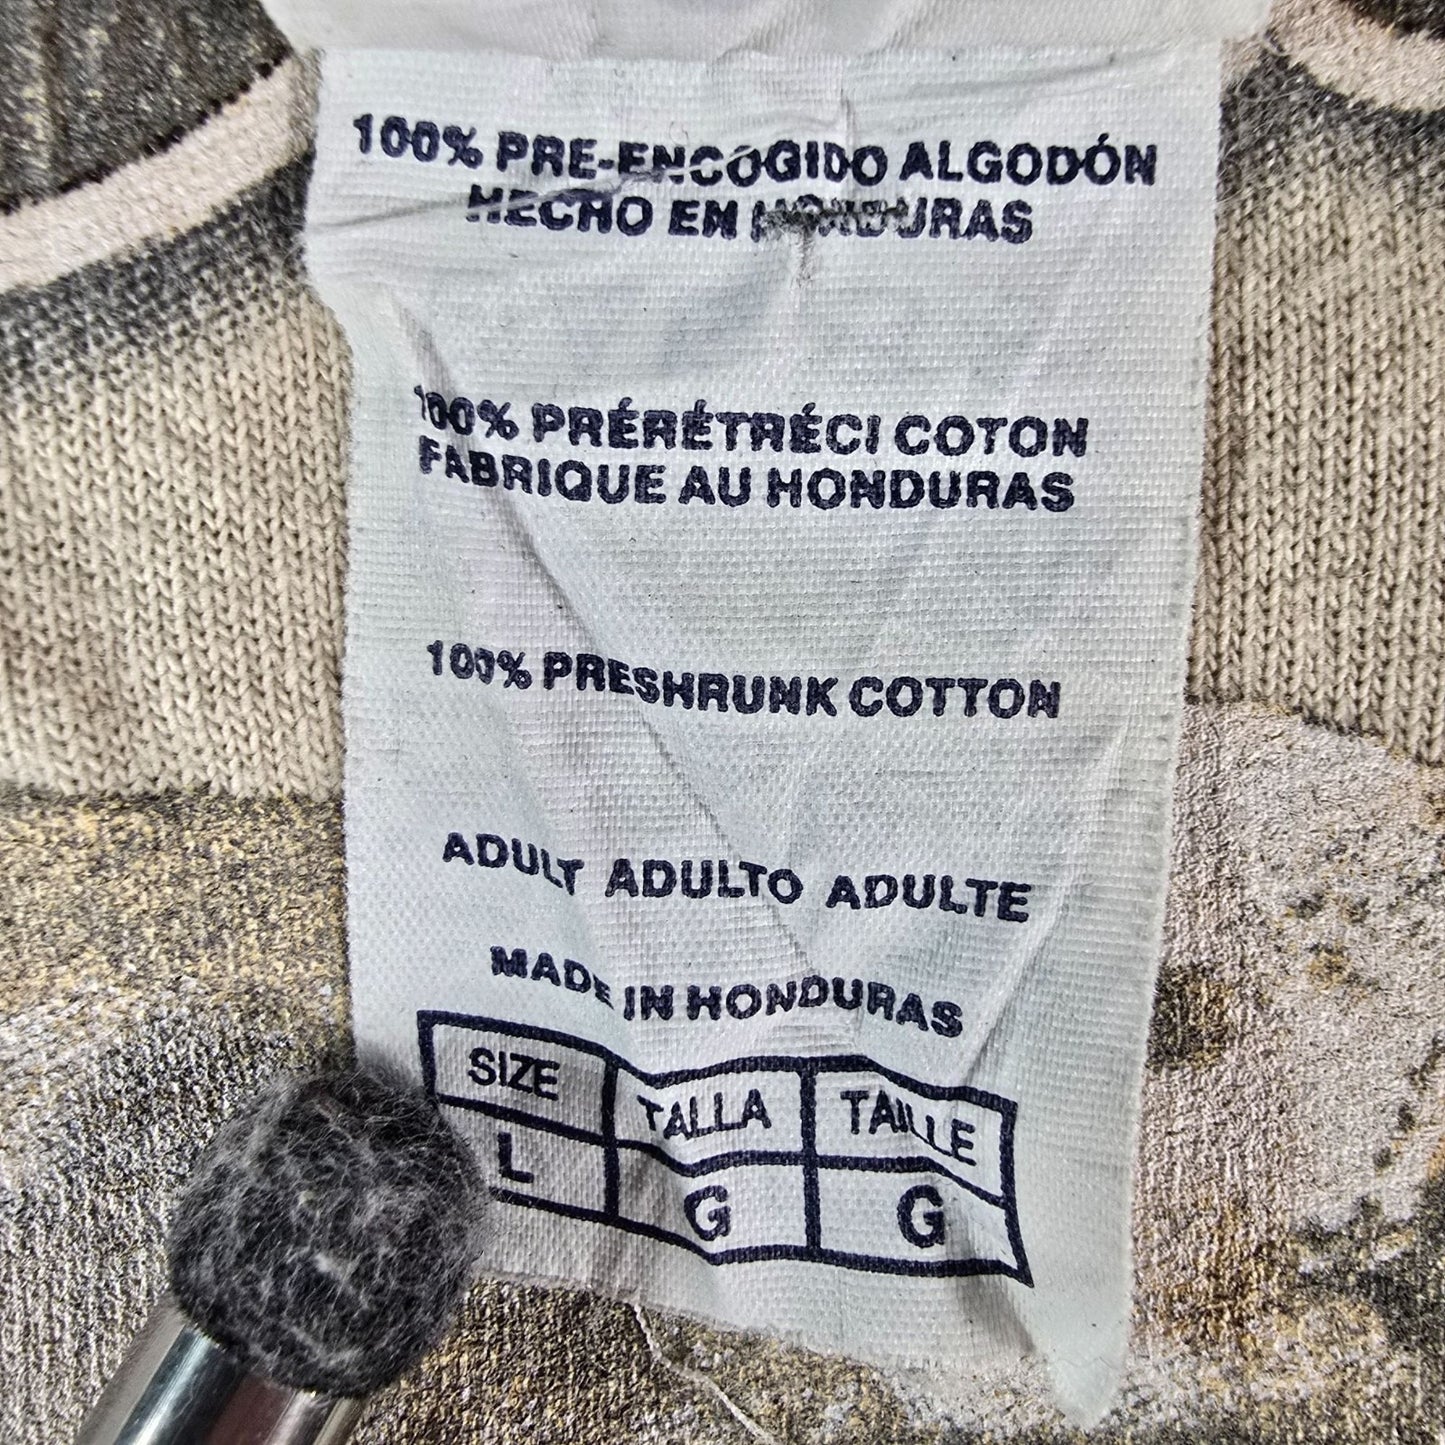 100% PRE-ENCOGIDO ALGODÓN
HECHO EN HONDURAS
100% PRÉRÉTRÉCI COTON
FABRIQUE AU HONDURAS
100% PRESHRUNK COTTON
ADULT ADULTO ADULTE
MADE IN HONDURAS
SIZE TALLA TAILLE
L G G